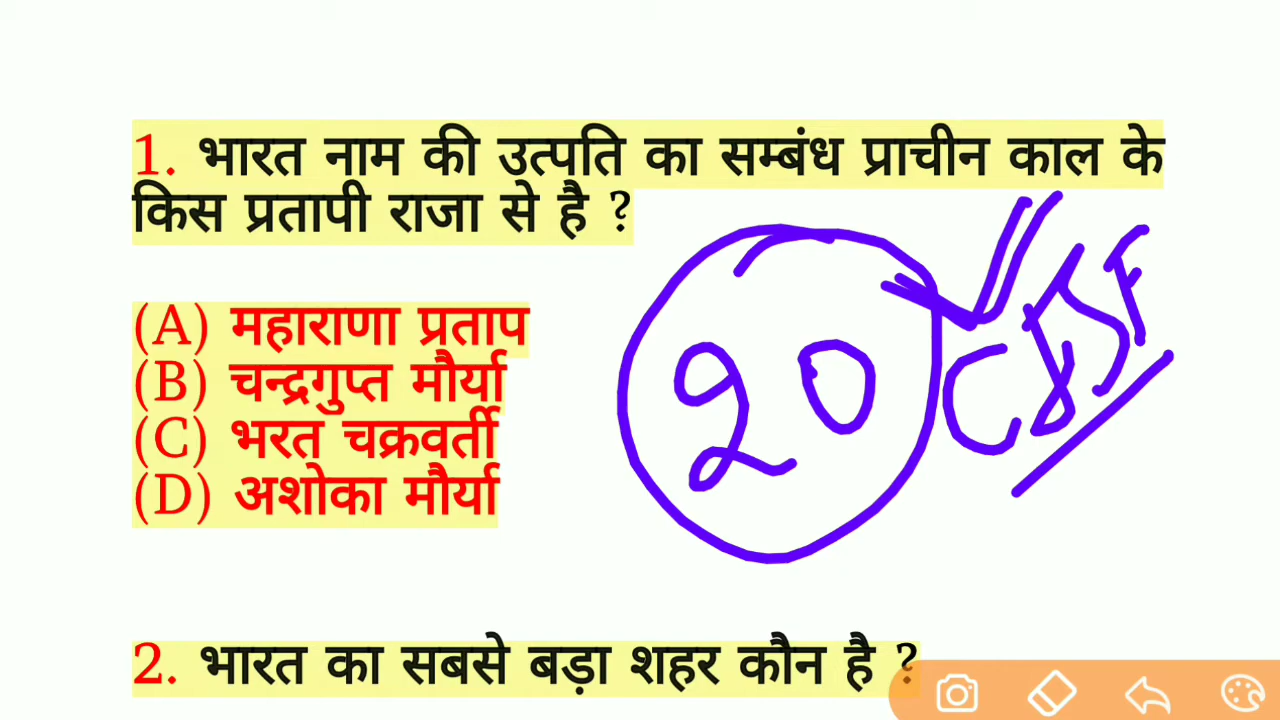 1. भारत नाम की उत्पति का सम्बंध प्राचीन काल के
किस प्रतापी राजा से है ?
(A) महाराणा प्रताप
(B) चन्द्रगुप्त मौर्या
(C) भरत चक्रवर्ती
(D) अशोका मौर्या
20
2. भारत का सबसे बड़ा शहर कौन है ?